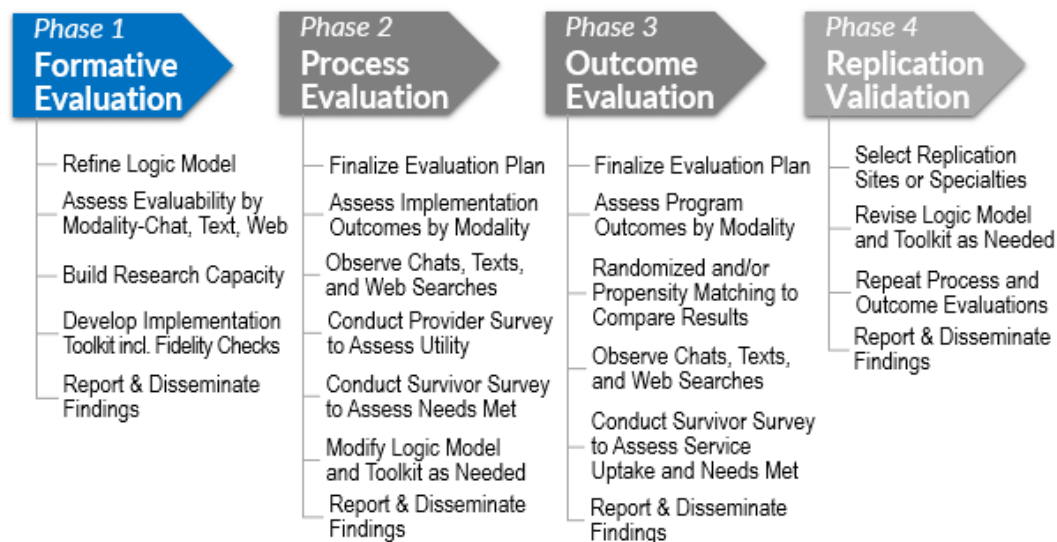 Phase 1
Formative
Evaluation
Refine Logic Model
Assess Evaluability by
Modality-Chat, Text, Web
Build Research Capacity
Develop Implementation
Toolkit incl. Fidelity Checks
Report & Disseminate
Findings
Phase 2
Process
Evaluation
Finalize Evaluation Plan
Assess Implementation
Outcomes by Modality
Observe Chats, Texts,
and Web Searches
Conduct Provider Survey
to Assess Utility
Conduct Survivor Survey
to Assess Needs Met
Modify Logic Model
and Toolkit as Needed
Report & Disseminate
Findings
Phase 3
Outcome
Evaluation
Finalize Evaluation Plan
Assess Program
Outcomes by Modality
Randomized and/or
Propensity Matching to
Compare Results
Observe Chats, Texts,
and Web Searches
Conduct Survivor Survey
to Assess Service
Uptake and Needs Met
Report & Disseminate
Findings
Phase 4
Replication
Validation
Select Replication
Sites or Specialties
Revise Logic Model
and Toolkit as Needed
Repeat Process and
Outcome Evaluations
Report & Disseminate
Findings